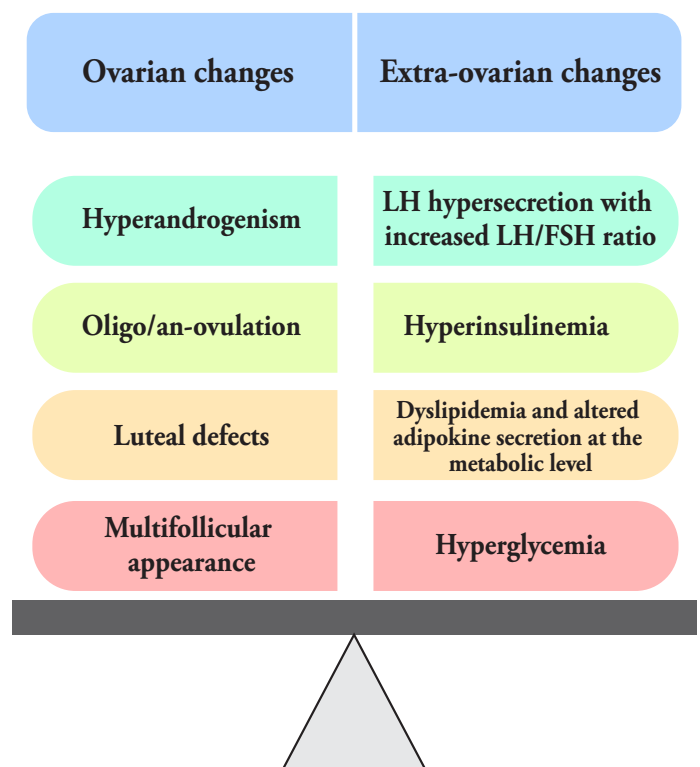 Ovarian changes
Extra-ovarian changes
Hyperandrogenism
LH hypersecretion with
increased LH/FSH ratio
Oligo/an-ovulation
Hyperinsulinemia
Luteal defects
Dyslipidemia and altered
adipokine secretion at the
metabolic level
Multifollicular
appearance
Hyperglycemia